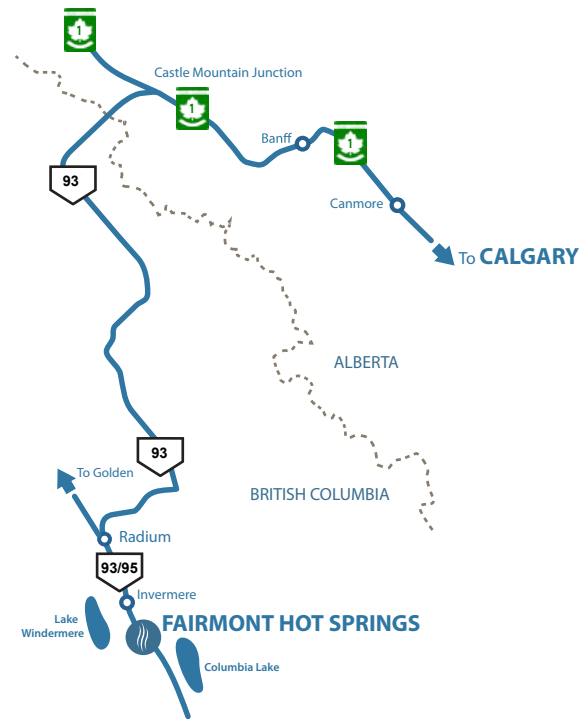 1
Castle Mountain Junction
1
Banff
1
93
Canmore
To CALGARY
ALBERTA
93
To Golden
BRITISH COLUMBIA
Radium
93/95
Invermere
Lake
Windermere
FAIRMONT HOT SPRINGS
Columbia Lake